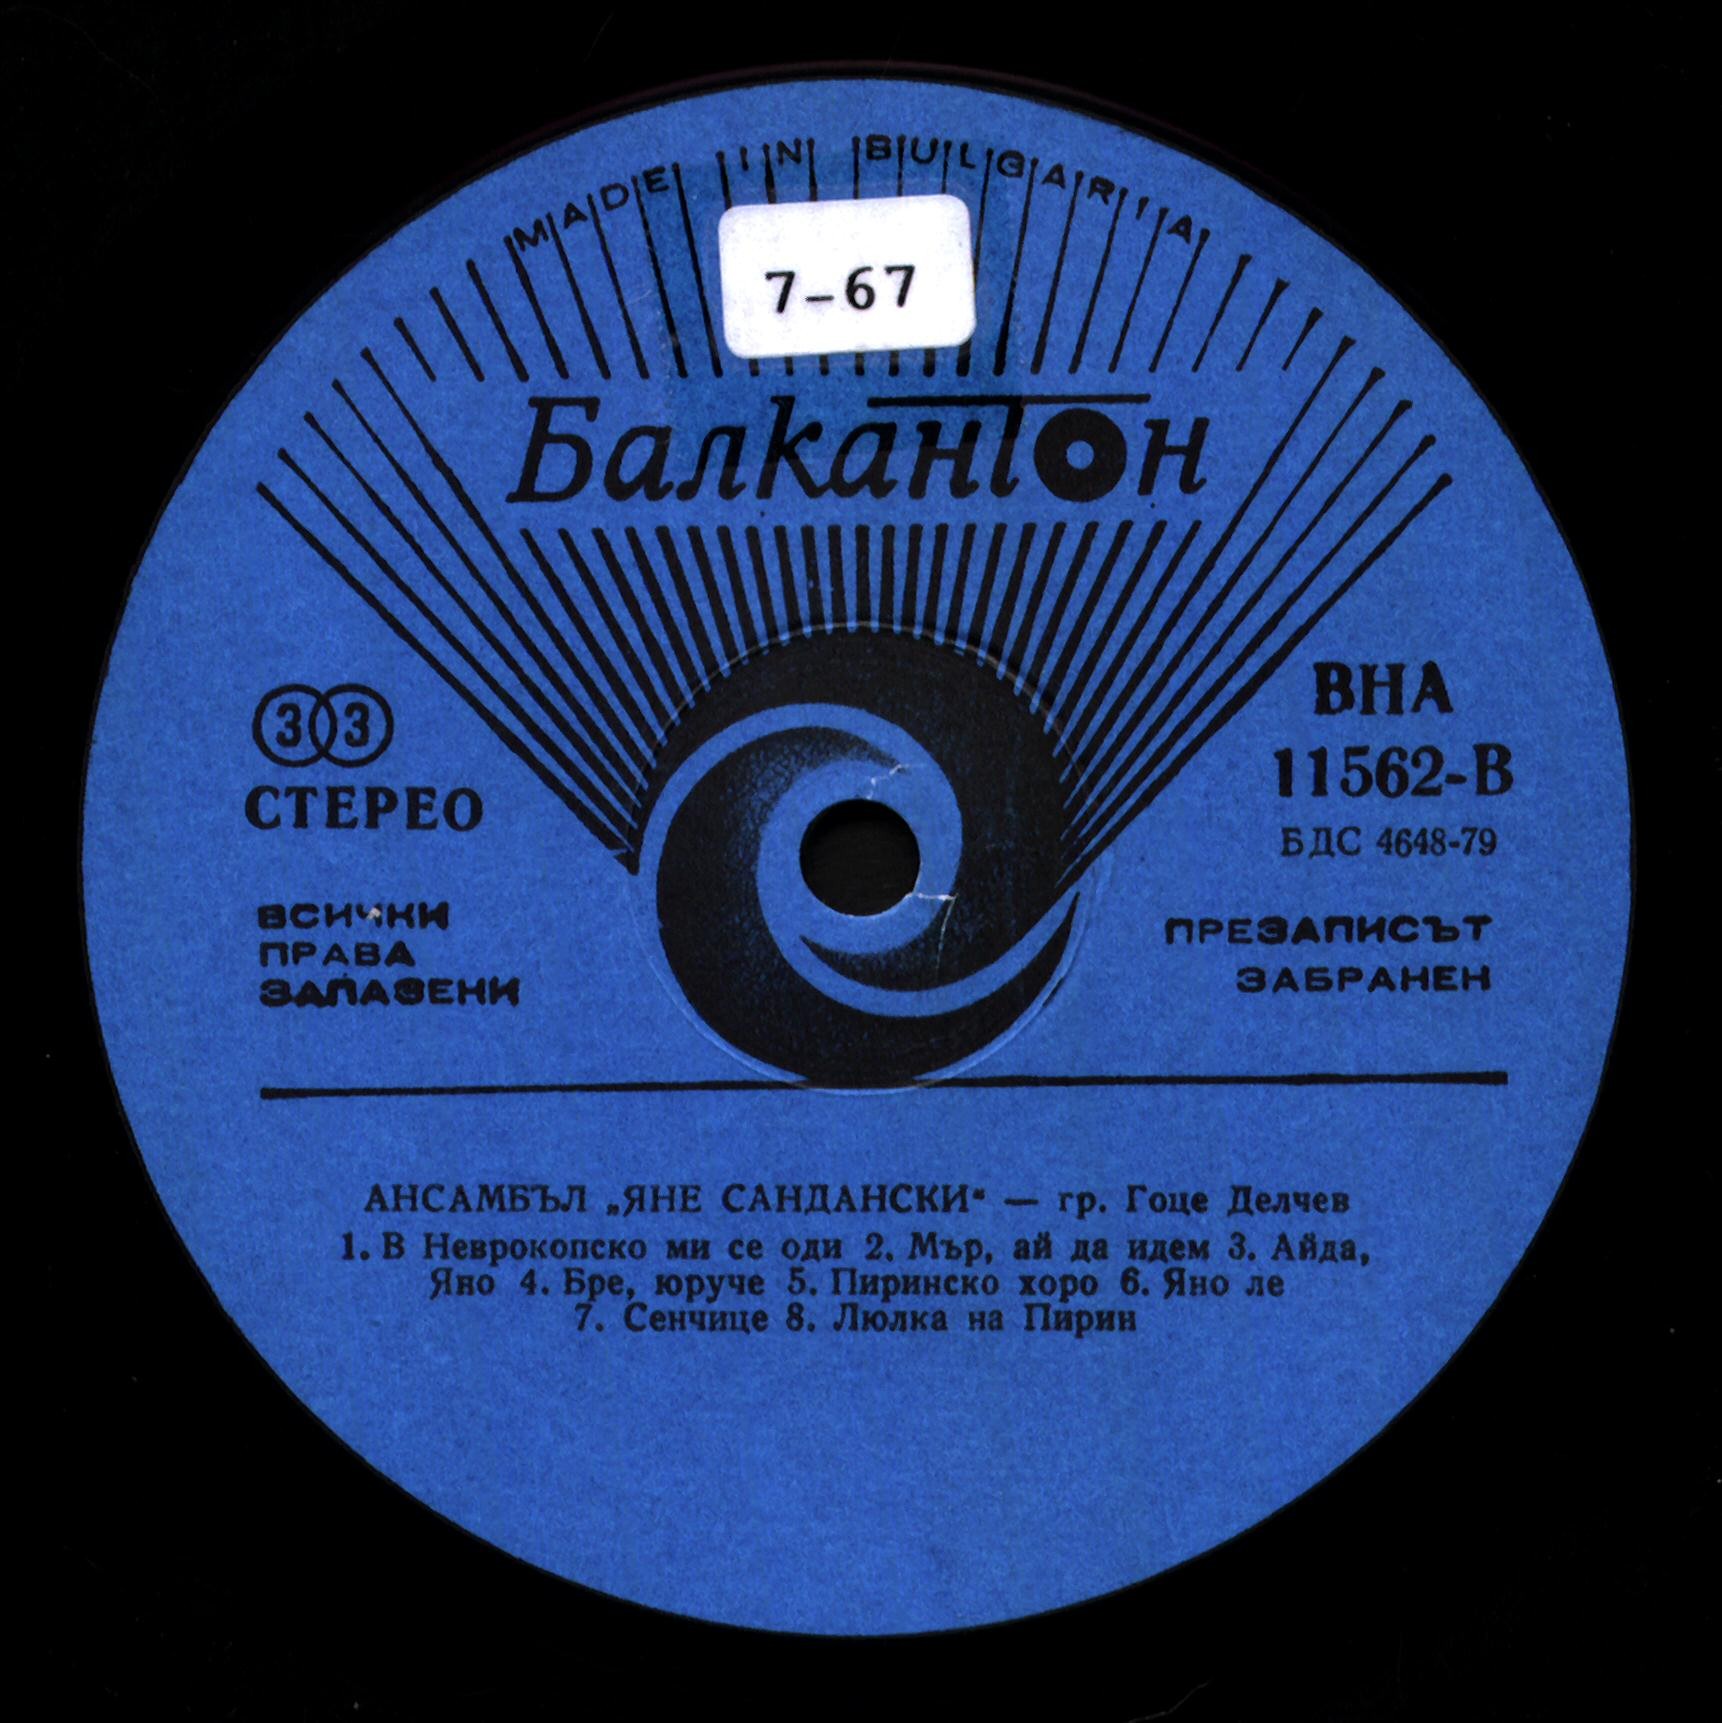 MADE IN BULGARIA
7-67
Балкантон
33
СТЕРЕО
ВНА
11562-В
БДС 4648-79
ВСИЧКИ
ПРАВА
ЗАПАЗЕНИ
ПРЕЗАПИСЪТ
ЗАБРАНЕН
АНСАМБЪЛ „ЯНЕ САНДАНСКИ“ — гр. Гоце Делчев
1. В Неврокопско ми се оди 2. Мър, ай да идем 3. Айда,
Яно 4. Бре, юруче 5. Пиринско хоро 6. Яно ле
7. Сенчице 8. Люлка на Пирин